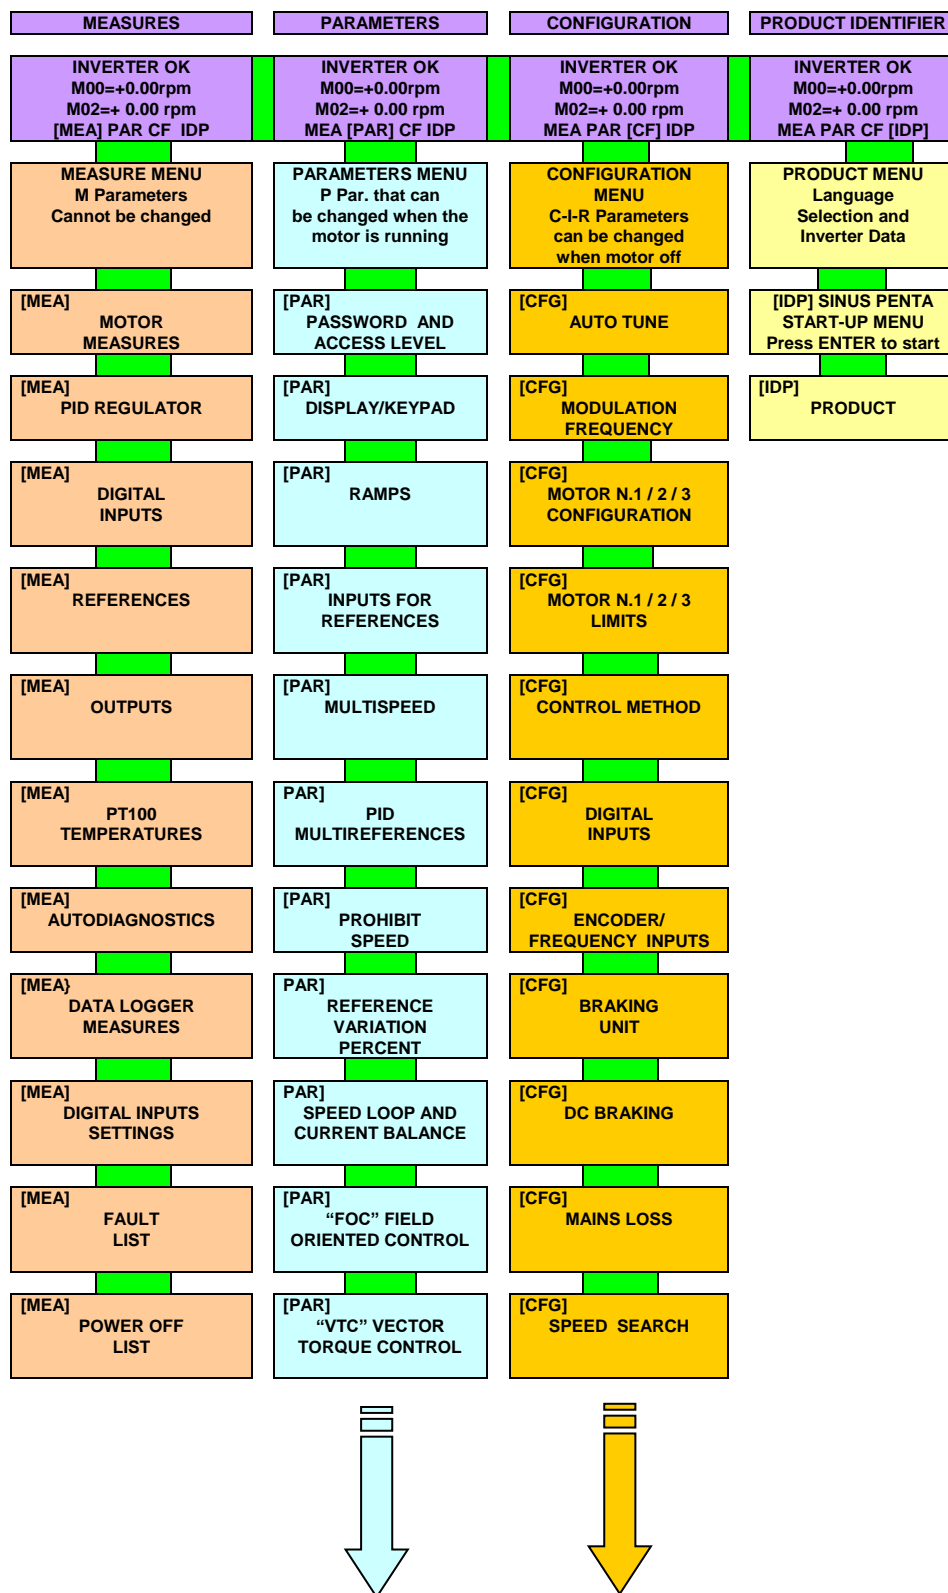 MEASURES
INVERTER OK
M00=+0.00rpm
M02=+ 0.00 rpm
[MEA] PAR CF IDP
MEASURE MENU
M Parameters
Cannot be changed
[MEA]
MOTOR
MEASURES
[MEA]
PID REGULATOR
[MEA]
DIGITAL
INPUTS
[MEA]
REFERENCES
[MEA]
OUTPUTS
[MEA]
PT100
TEMPERATURES
[MEA]
AUTODIAGNOSTICS
[MEA}
DATA LOGGER
MEASURES
[MEA]
DIGITAL INPUTS
SETTINGS
[MEA]
FAULT
LIST
[MEA]
POWER OFF
LIST
PARAMETERS
INVERTER OK
M00=+0.00rpm
M02=+ 0.00 rpm
MEA [PAR] CF IDP
PARAMETERS MENU
P Par. that can
be changed when the
motor is running
[PAR]
PASSWORD AND
ACCESS LEVEL
[PAR]
DISPLAY/KEYPAD
[PAR]
RAMPS
[PAR]
INPUTS FOR
REFERENCES
[PAR]
MULTISPEED
PAR]
PID
MULTIREFERENCES
[PAR]
PROHIBIT
SPEED
PAR]
REFERENCE
VARIATION
PERCENT
PAR]
SPEED LOOP AND
CURRENT BALANCE
[PAR]
“FOC” FIELD
ORIENTED CONTROL
[PAR]
“VTC” VECTOR
TORQUE CONTROL
CONFIGURATION
INVERTER OK
M00=+0.00rpm
M02=+ 0.00 rpm
MEA PAR [CF] IDP
CONFIGURATION
MENU
C-I-R Parameters
can be changed
when motor off
[CFG]
AUTO TUNE
[CFG]
MODULATION
FREQUENCY
[CFG]
MOTOR N.1 / 2 / 3
CONFIGURATION
[CFG]
MOTOR N.1 / 2 / 3
LIMITS
[CFG]
CONTROL METHOD
[CFG]
DIGITAL
INPUTS
[CFG]
ENCODER/
FREQUENCY INPUTS
[CFG]
BRAKING
UNIT
[CFG]
DC BRAKING
[CFG]
MAINS LOSS
[CFG]
SPEED SEARCH
PRODUCT IDENTIFIER
INVERTER OK
M00=+0.00rpm
M02=+ 0.00 rpm
MEA PAR CF [IDP]
PRODUCT MENU
Language
Selection and
Inverter Data
[IDP] SINUS PENTA
START-UP MENU
Press ENTER to start
[IDP]
PRODUCT